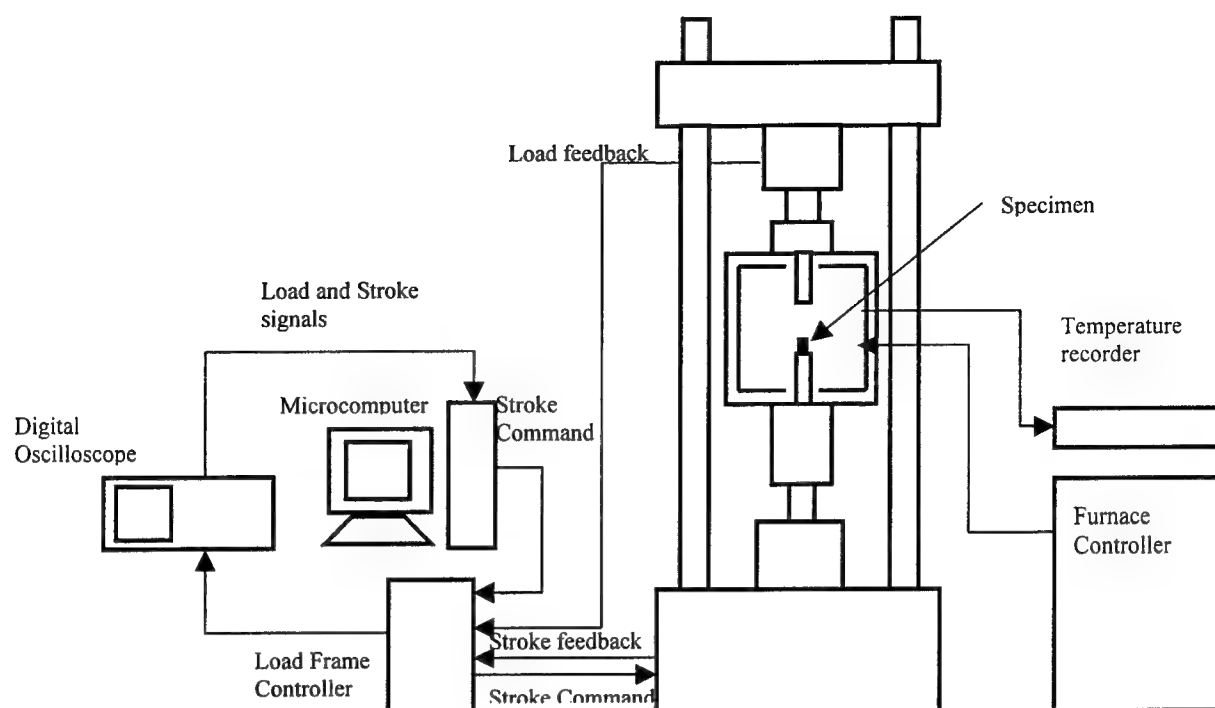 Load feedback
Specimen
Load and Stroke
signals
Temperature
recorder
Microcomputer
Stroke
Command
Digital
Oscilloscope
Furnace
Controller
Stroke feedback
Load Frame
Controller
Stroke Command